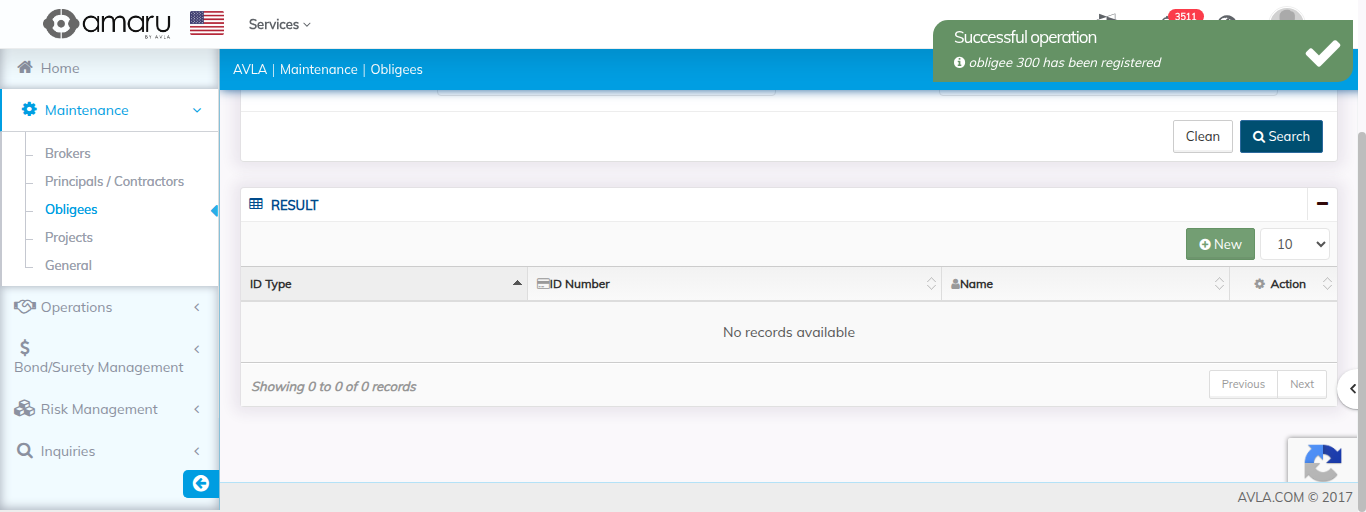 amaru
BY AVLA
Services
3511
Successful operation
obligee 300 has been registered
Home
AVLA | Maintenance | Obligees
Maintenance
Brokers
Principals / Contractors
Obligees
Projects
General
Operations
Bond/Surety Management
Risk Management
Inquiries
Clean
Search
RESULT
New
10
ID Type
ID Number
Name
Action
No records available
Showing 0 to 0 of 0 records
Previous
Next
AVLA.COM © 2017